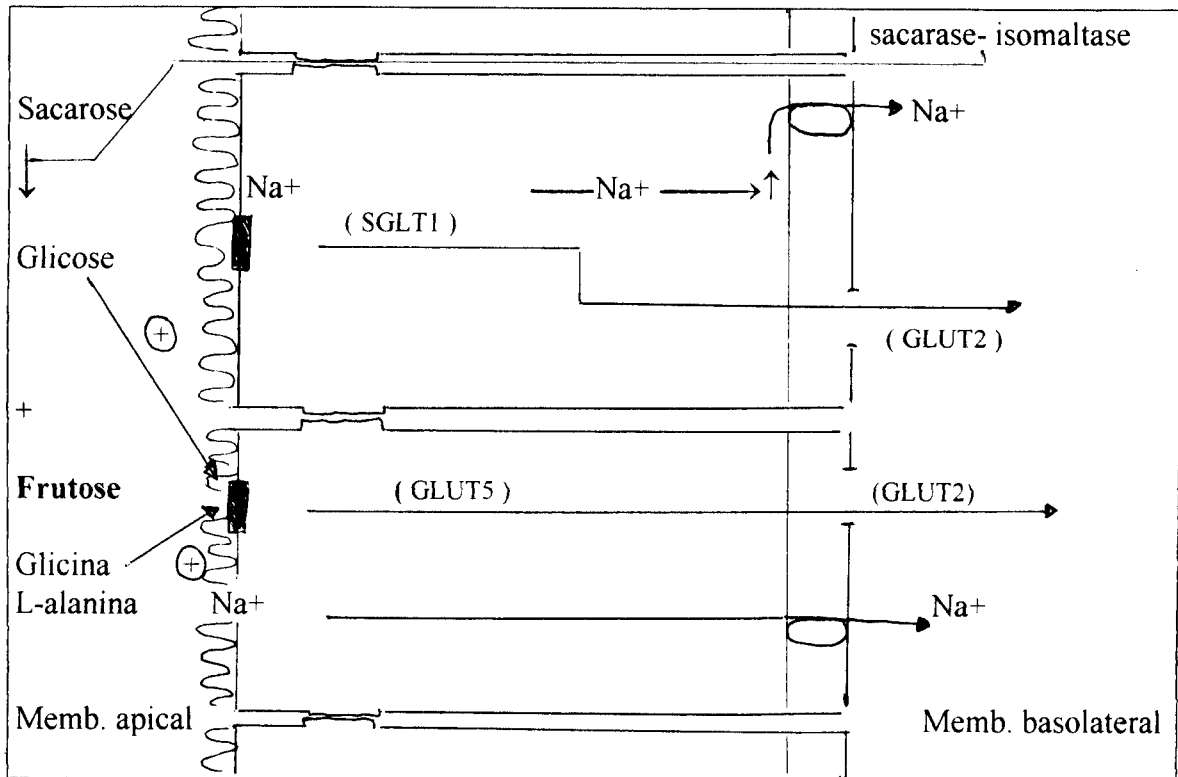 sacarase- isomaltase
Sacarose
Na+
Na+
Na+
( SGLT1 )
Glicose
+
( GLUT2 )
+
Frutose
( GLUT5 )
(GLUT2)
+
Glicina
L-alanina
Na+
Na+
Memb. apical
Memb. basolateral